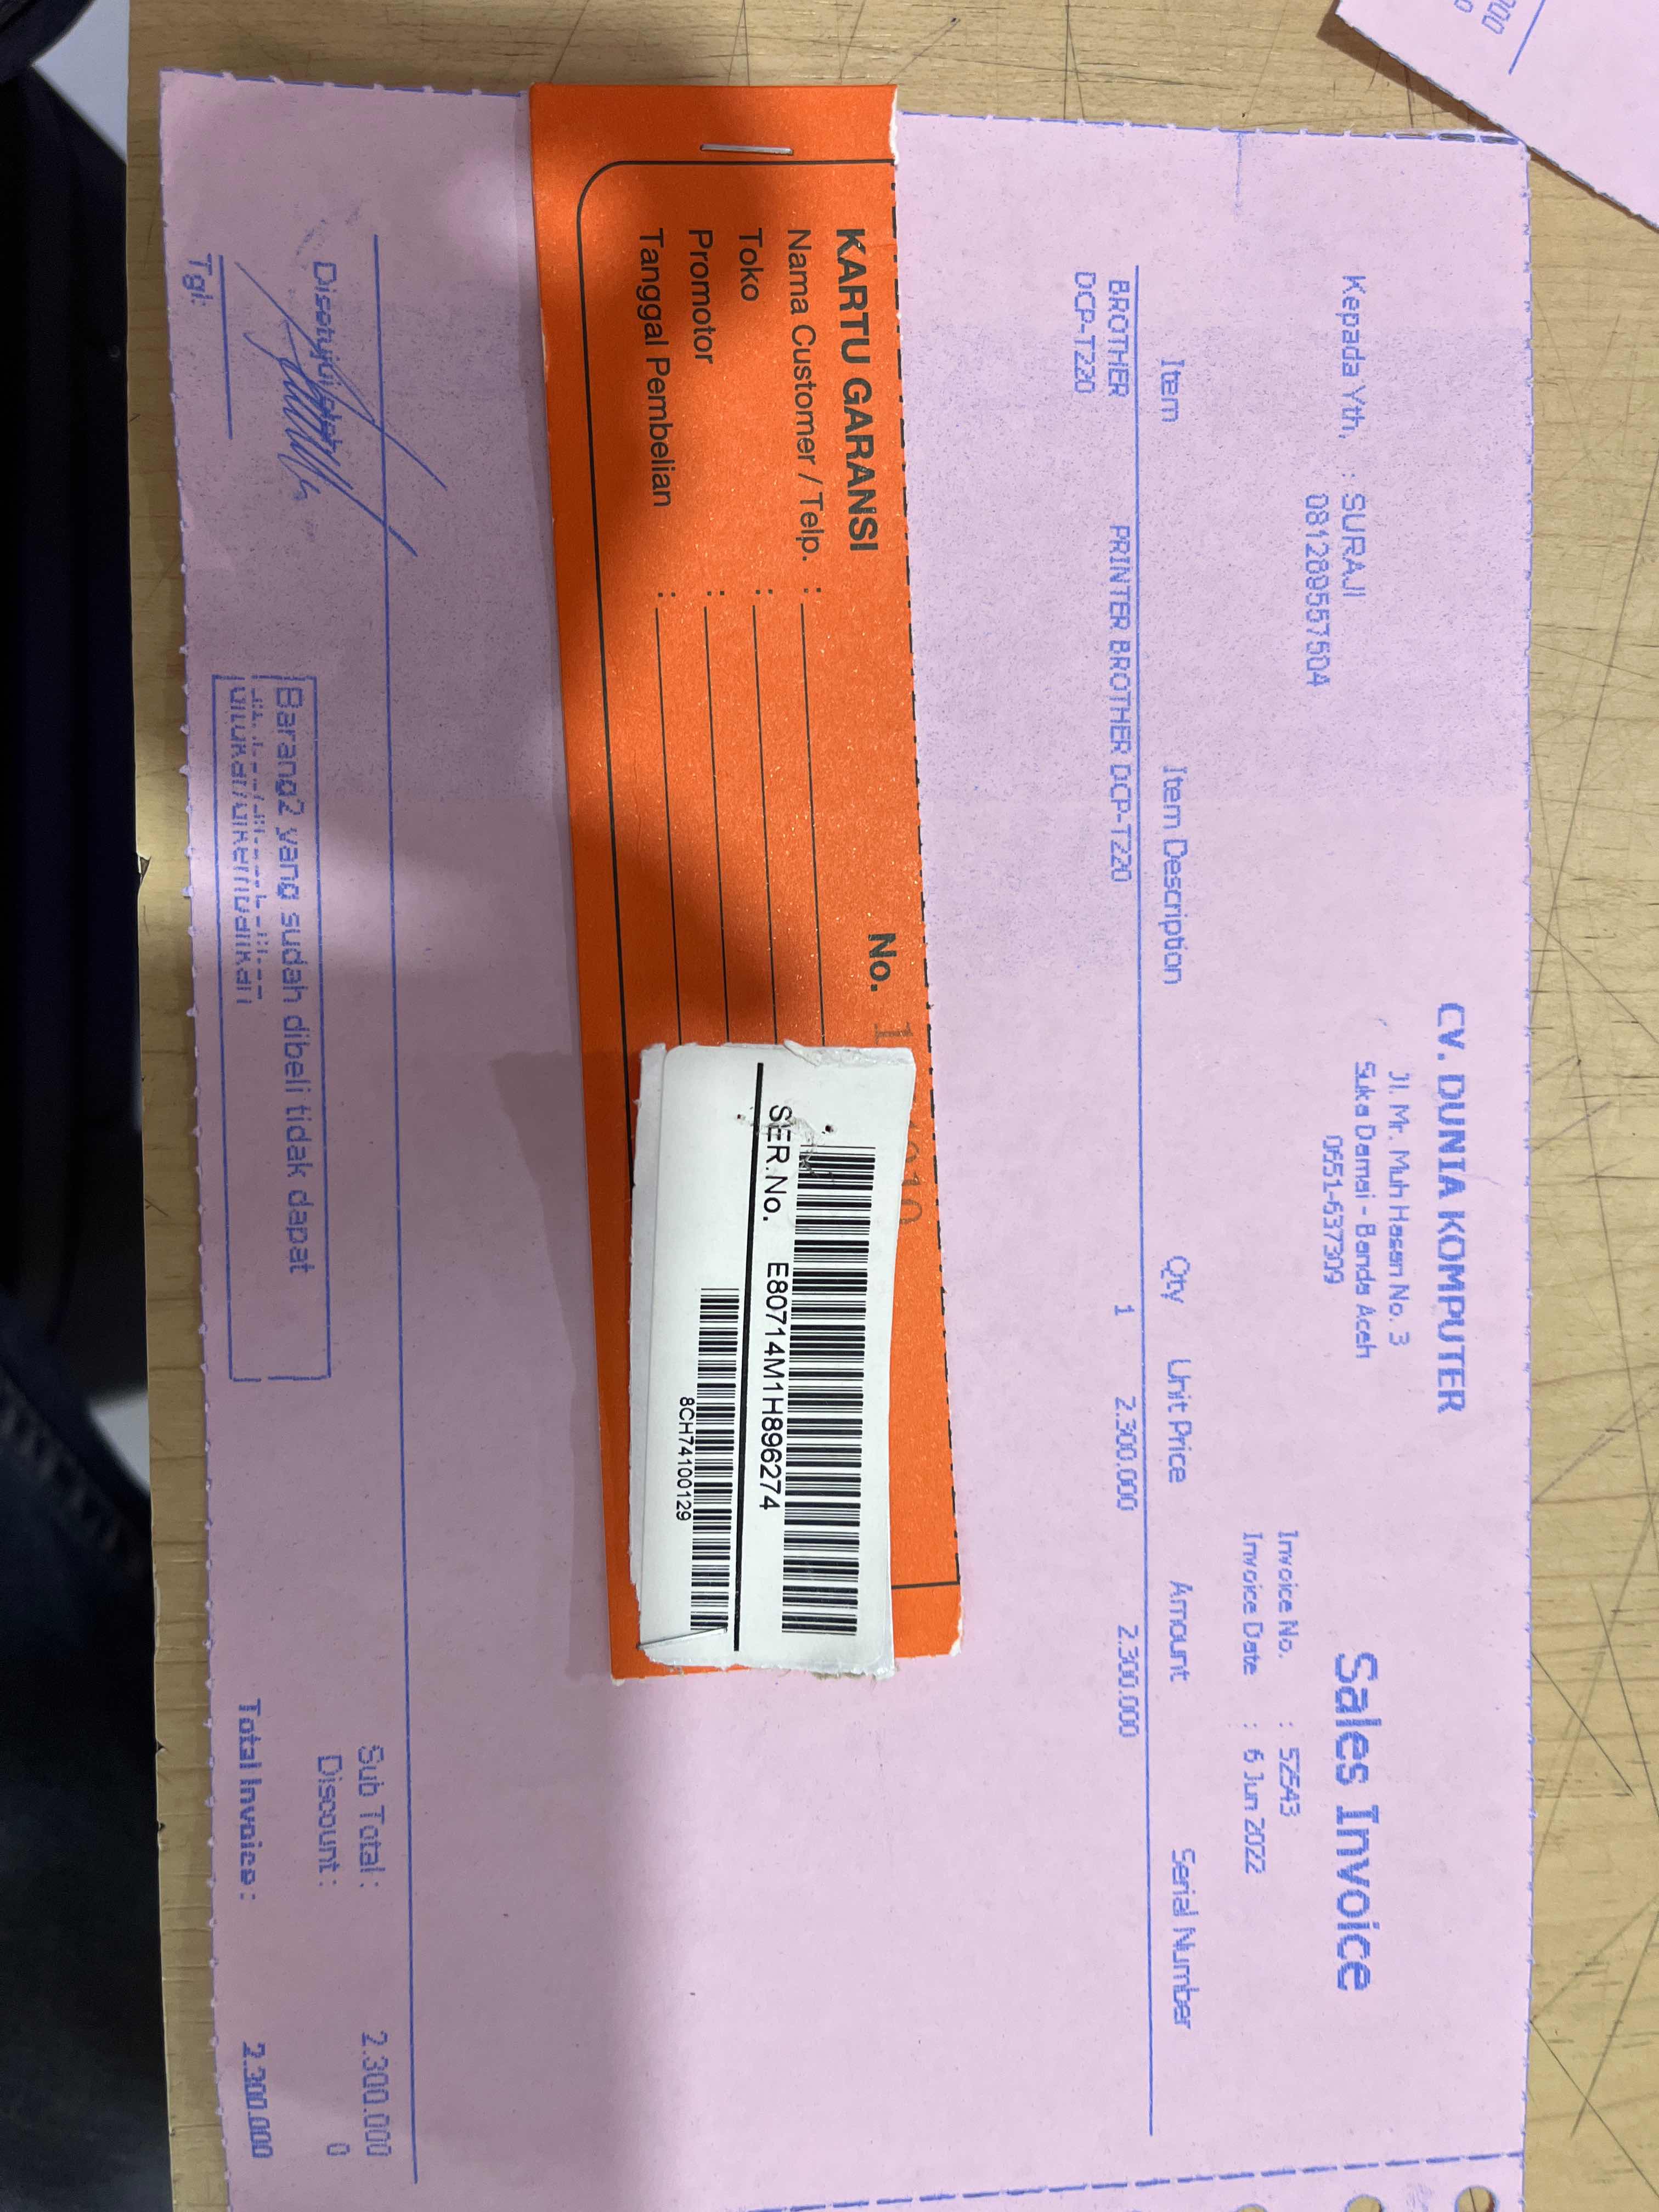 CV. DUNIA KOMPUTER
Jl. Mr. Muh Hasan No. 3
Suka Damai - Banda Aceh
0651-637309
Sales Invoice
Kepada Yth, : SURAJI
081289557504
Invoice No. : 52543
Invoice Date : 6 Jun 2022
Item Item Description Qty Unit Price Amount Serial Number
BROTHER PRINTER BROTHER DCP-T220 1 2.300.000 2.300.000
DCP-T220
KARTU GARANSI No.
Nama Customer / Telp. :
Toko :
Promotor :
Tanggal Pembelian :
SER.No. E80714M1H896274
8CH74100129
Sub Total : 2.300.000
Discount : 0
Total Invoice : 2.300.000
Disetujui oleh
Tgl:
Barang2 yang sudah dibeli tidak dapat
ditukar/dikembalikan